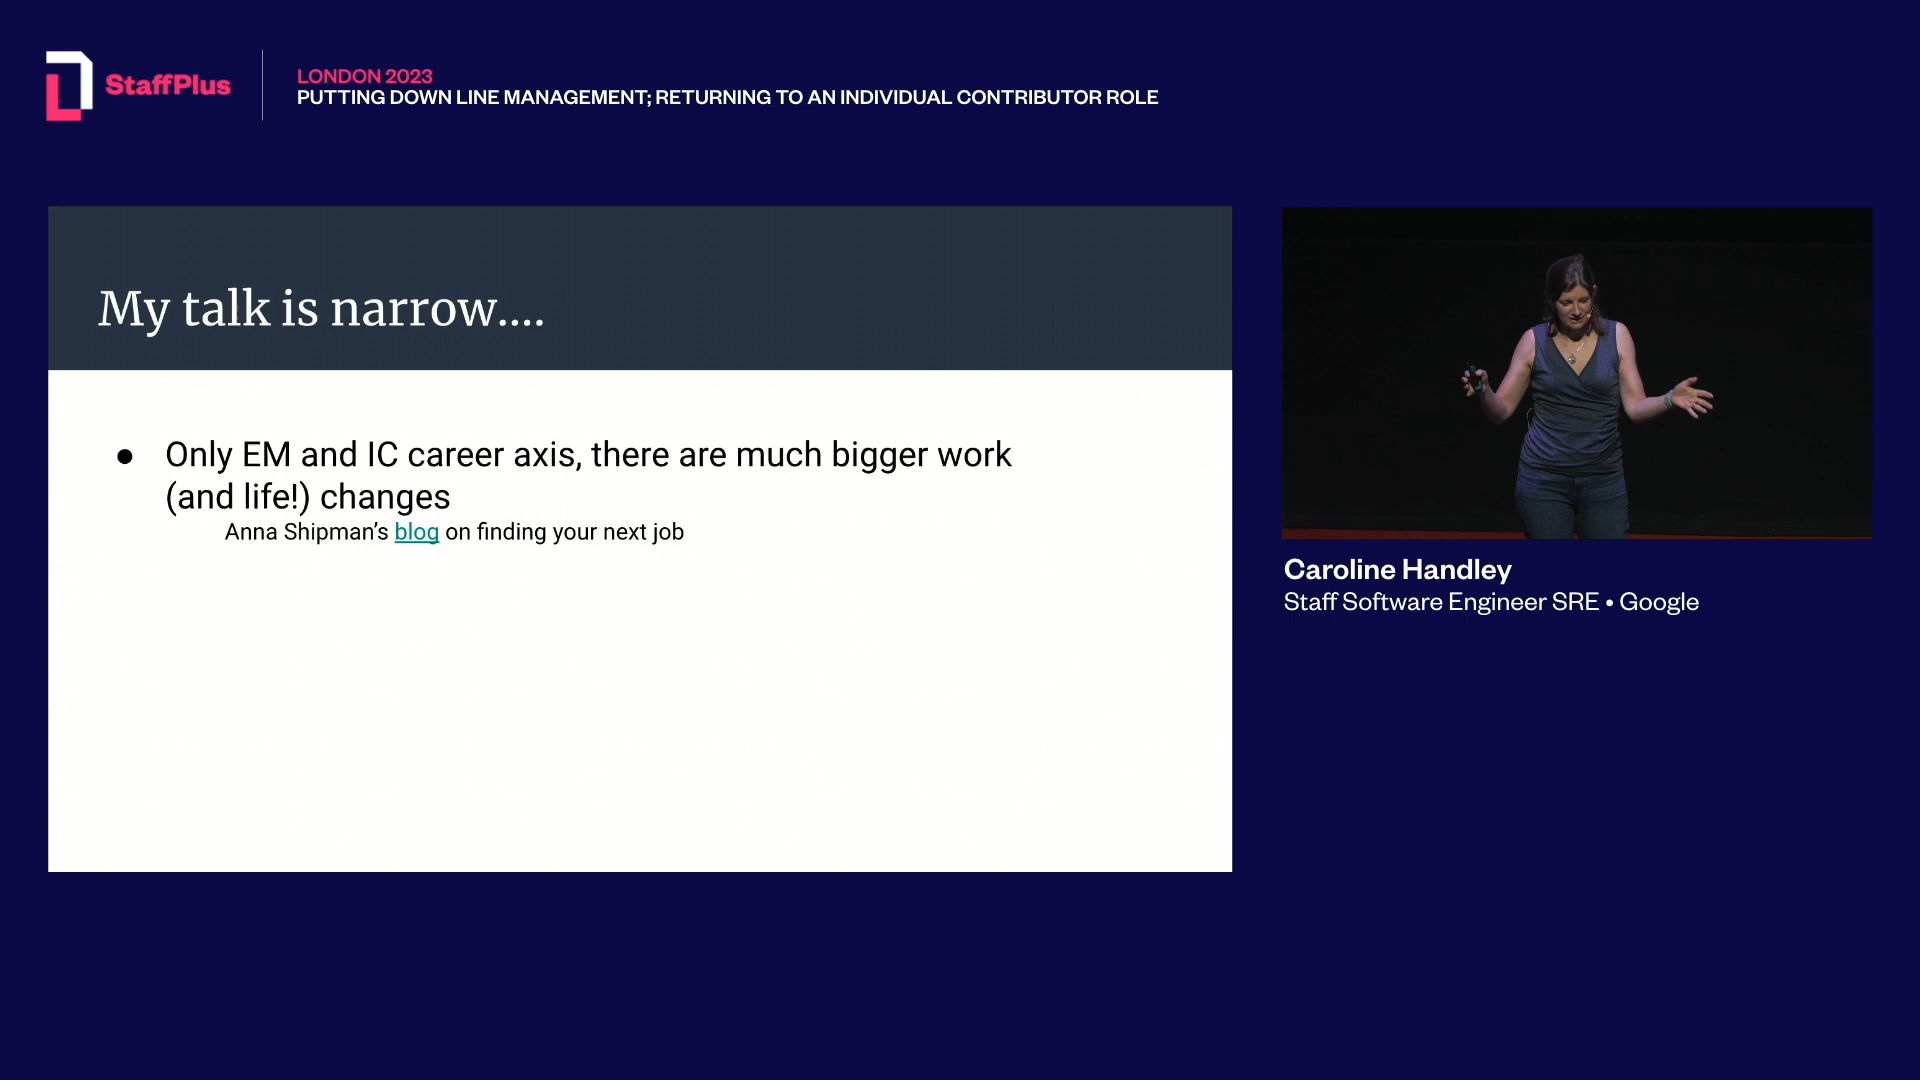 StaffPlus
LONDON 2023
PUTTING DOWN LINE MANAGEMENT; RETURNING TO AN INDIVIDUAL CONTRIBUTOR ROLE
My talk is narrow....
● Only EM and IC career axis, there are much bigger work
(and life!) changes
Anna Shipman’s blog on finding your next job
Caroline Handley
Staff Software Engineer SRE • Google